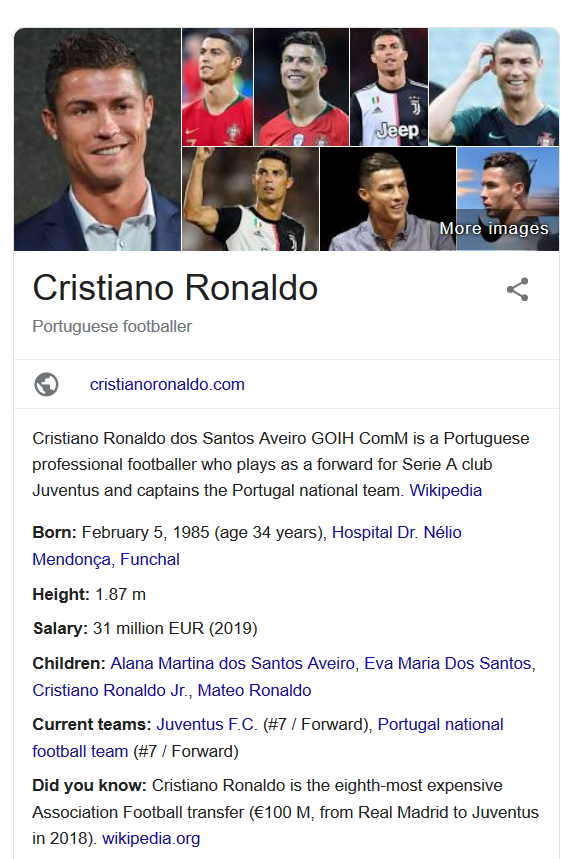 Jeep
More images
Cristiano Ronaldo
Portuguese footballer
cristianoronaldo.com
Cristiano Ronaldo dos Santos Aveiro GOIH ComM is a Portuguese
professional footballer who plays as a forward for Serie A club
Juventus and captains the Portugal national team. Wikipedia
Born: February 5, 1985 (age 34 years), Hospital Dr. Nélio
Mendonça, Funchal
Height: 1.87 m
Salary: 31 million EUR (2019)
Children: Alana Martina dos Santos Aveiro, Eva Maria Dos Santos,
Cristiano Ronaldo Jr., Mateo Ronaldo
Current teams: Juventus F.C. (#7 / Forward), Portugal national
football team (#7 / Forward)
Did you know: Cristiano Ronaldo is the eighth-most expensive
Association Football transfer (€100 M, from Real Madrid to Juventus
in 2018). wikipedia.org